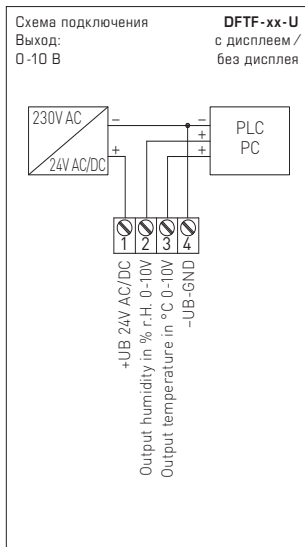 Схема подключения
Выход:
0-10 В
DFTF-xx-U
с дисплеем /
без дисплея
230V AC
24V AC/DC
−
+
−
+
+
PLC
PC
1
2
3
4
+UB 24V AC/DC
Output humidity in % r.H. 0-10V
Output temperature in °C 0-10V
−UB-GND